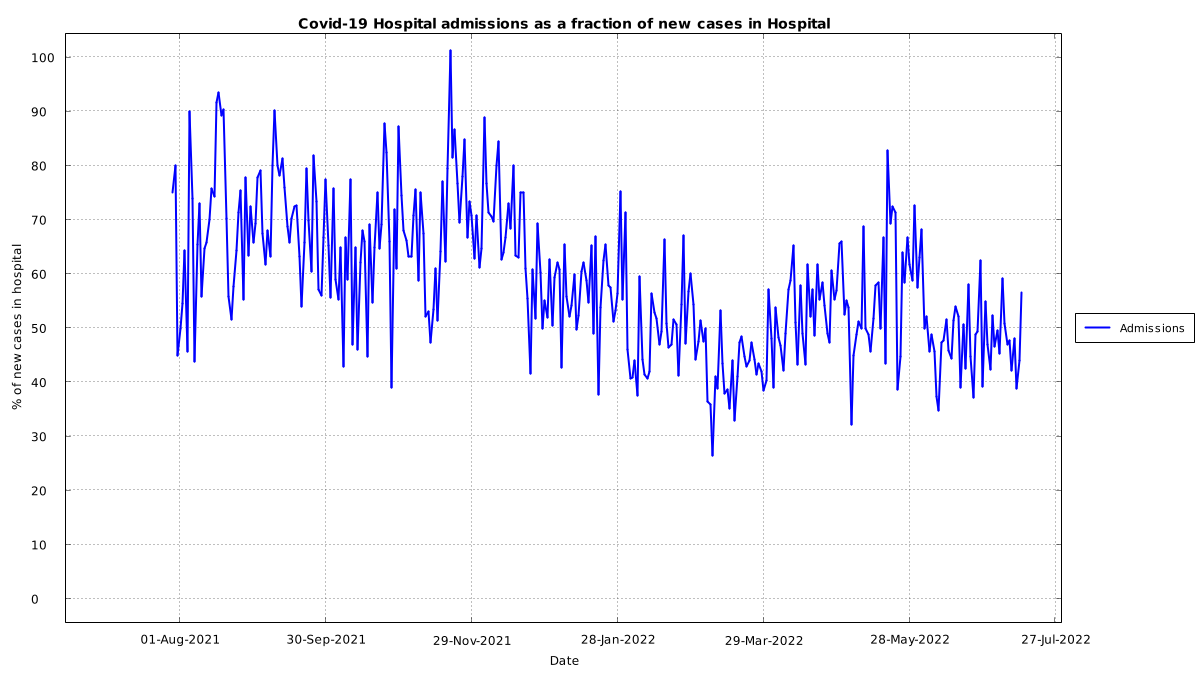 Covid-19 Hospital admissions as a fraction of new cases in Hospital
100
90
80
70
60
50
40
30
20
10
0
% of new cases in hospital
01-Aug-2021
30-Sep-2021
29-Nov-2021
28-Jan-2022
29-Mar-2022
28-May-2022
27-Jul-2022
Date
Admissions